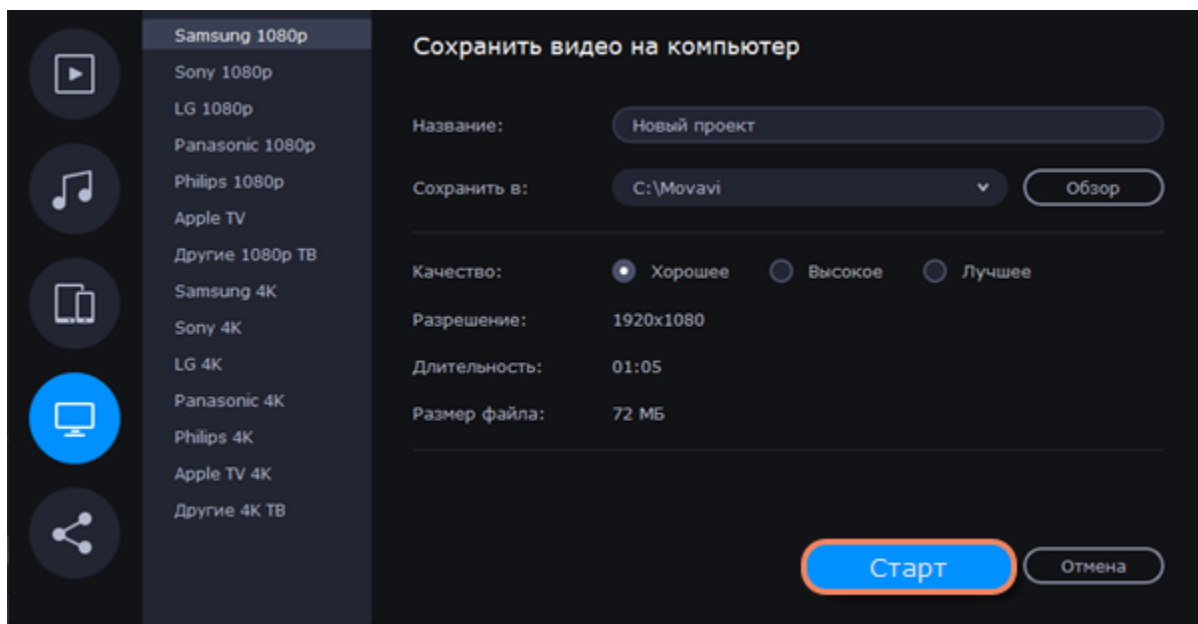 Samsung 1080p
Sony 1080p
LG 1080p
Panasonic 1080p
Philips 1080p
Apple TV
Другие 1080p ТВ
Samsung 4K
Sony 4K
LG 4K
Panasonic 4K
Philips 4K
Apple TV 4K
Другие 4K ТВ
Сохранить видео на компьютер
Название: Новый проект
Сохранить в: C:\Movavi Обзор
Качество: Хорошее Высокое Лучшее
Разрешение: 1920x1080
Длительность: 01:05
Размер файла: 72 МБ
Старт Отмена